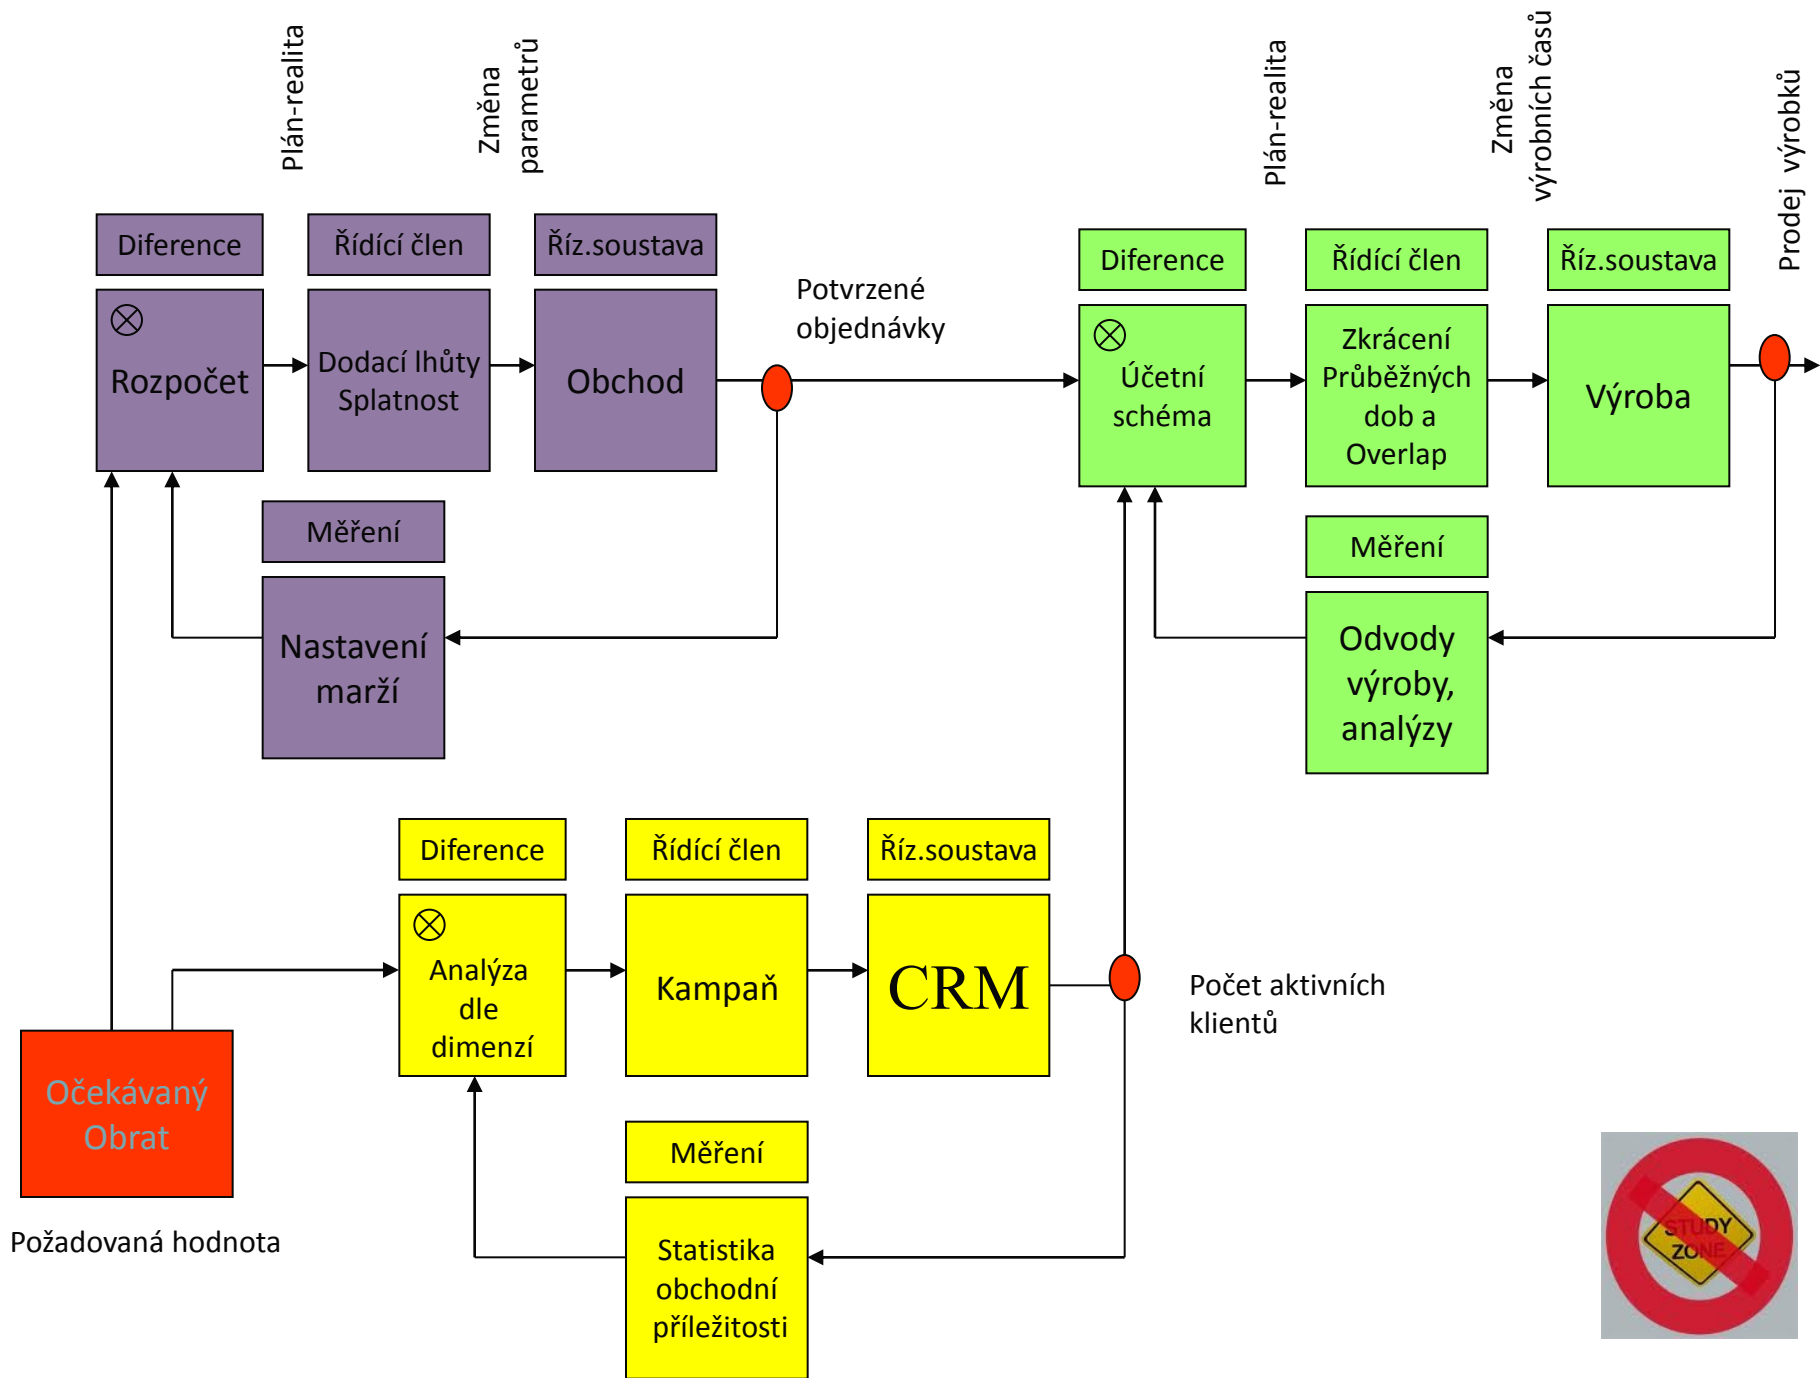 Plán-realita
Změna
parametrů
Plán-realita
Změna
výrobních časů
Prodej výrobků
Diference
Řídící člen
Říz.soustava
Rozpočet
Dodací lhůty
Splatnost
Obchod
Potvrzené
objednávky
Měření
Nastavení
marží
Diference
Řídící člen
Říz.soustava
Účetní
schéma
Zkrácení
Průběžných
dob a
Overlap
Výroba
Měření
Odvody
výroby,
analýzy
Diference
Řídící člen
Říz.soustava
Analýza
dle
dimenzí
Kampaň
CRM
Počet aktivních
klientů
Měření
Statistika
obchodní
příležitosti
Očekávaný
Obrat
Požadovaná hodnota
STUDY
ZONE